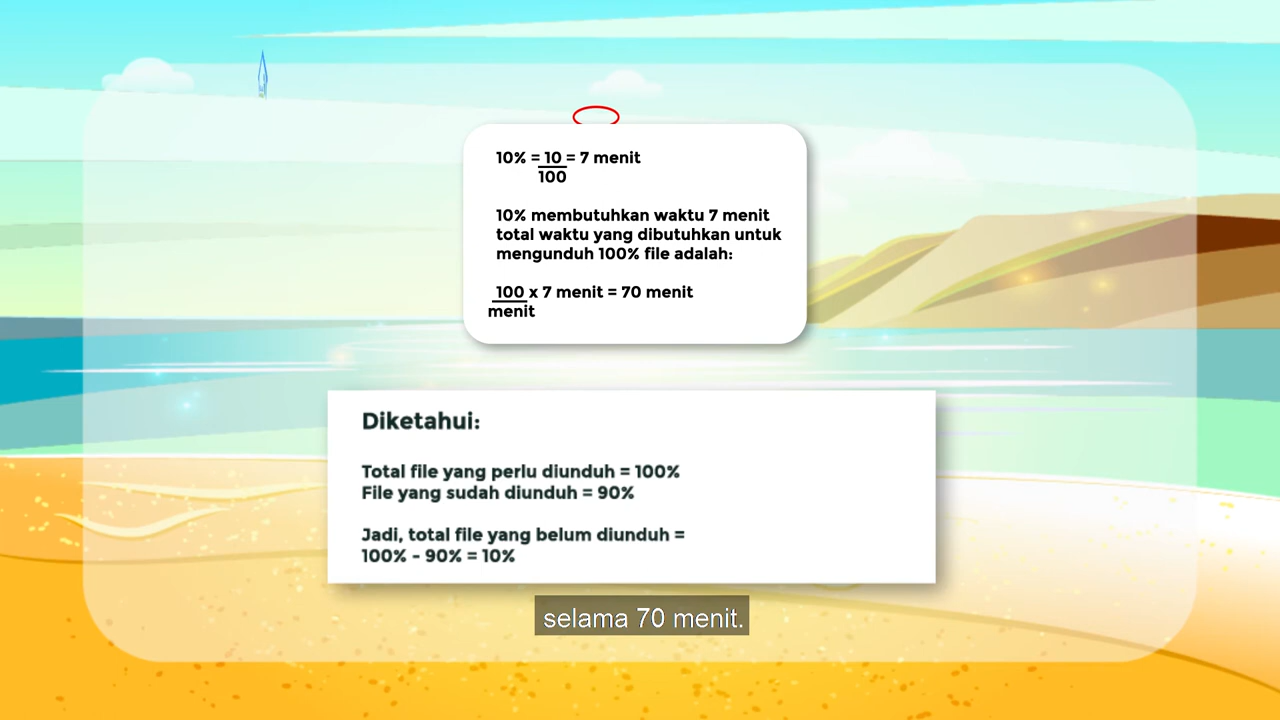 10% = 10 = 7 menit
100
10% membutuhkan waktu 7 menit
total waktu yang dibutuhkan untuk
mengunduh 100% file adalah:
100 x 7 menit = 70 menit
menit
Diketahui:
Total file yang perlu diunduh = 100%
File yang sudah diunduh = 90%
Jadi, total file yang belum diunduh =
100% - 90% = 10%
selama 70 menit.